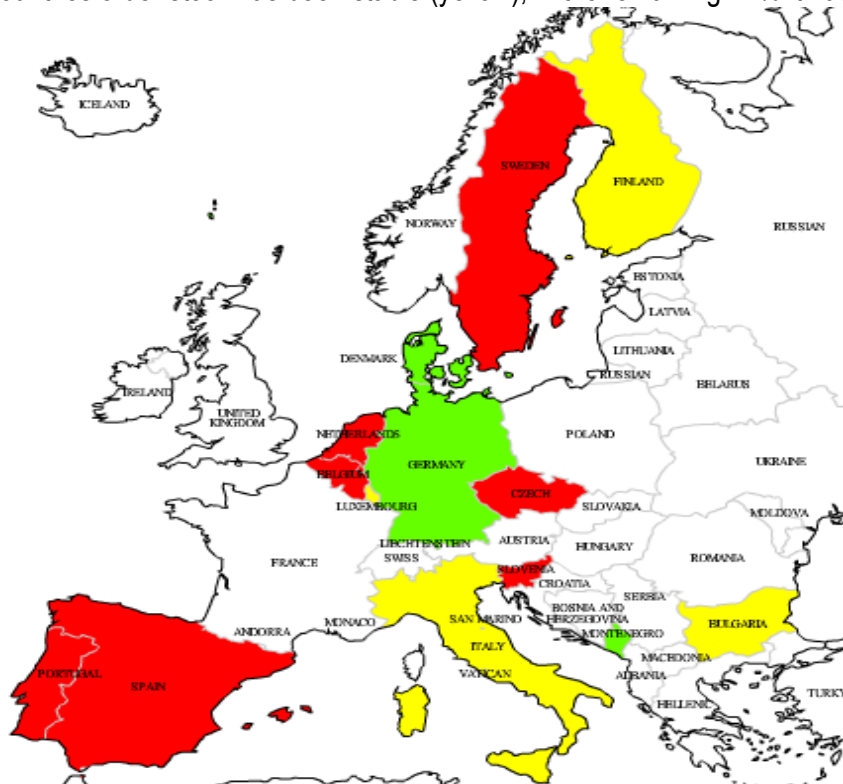 ICELAND
SWEDEN
FINLAND
NORWAY
RUSSIAN
ESTONIA
LATVIA
DENMARK
LITHUANIA
RUSSIAN
BELARUS
IRELAND
UNITED
KINGDOM
NETHERLANDS
POLAND
BELGIUM
GERMANY
UKRAINE
CZECH
LUXEMBOURG
SLOVAKIA
MOLDOVA
LIECHTENSTEIN
AUSTRIA
HUNGARY
SWISS
ROMANIA
FRANCE
SLOVENIA
CROATIA
SERBIA
BOSNIA AND
HERZEGOVINA
MONACO
SAN MARINO
BULGARIA
ANDORRA
MONTENEGRO
ITALY
MACEDONIA
PORTUGAL
SPAIN
VATICAN
ALBANIA
TURKY
HELLENIC